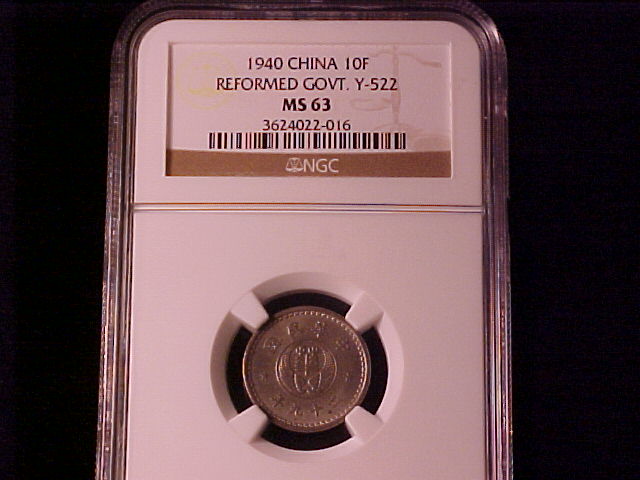 1940 CHINA 10F
REFORMED GOVT. Y-522
MS 63
3624022-016
NGC